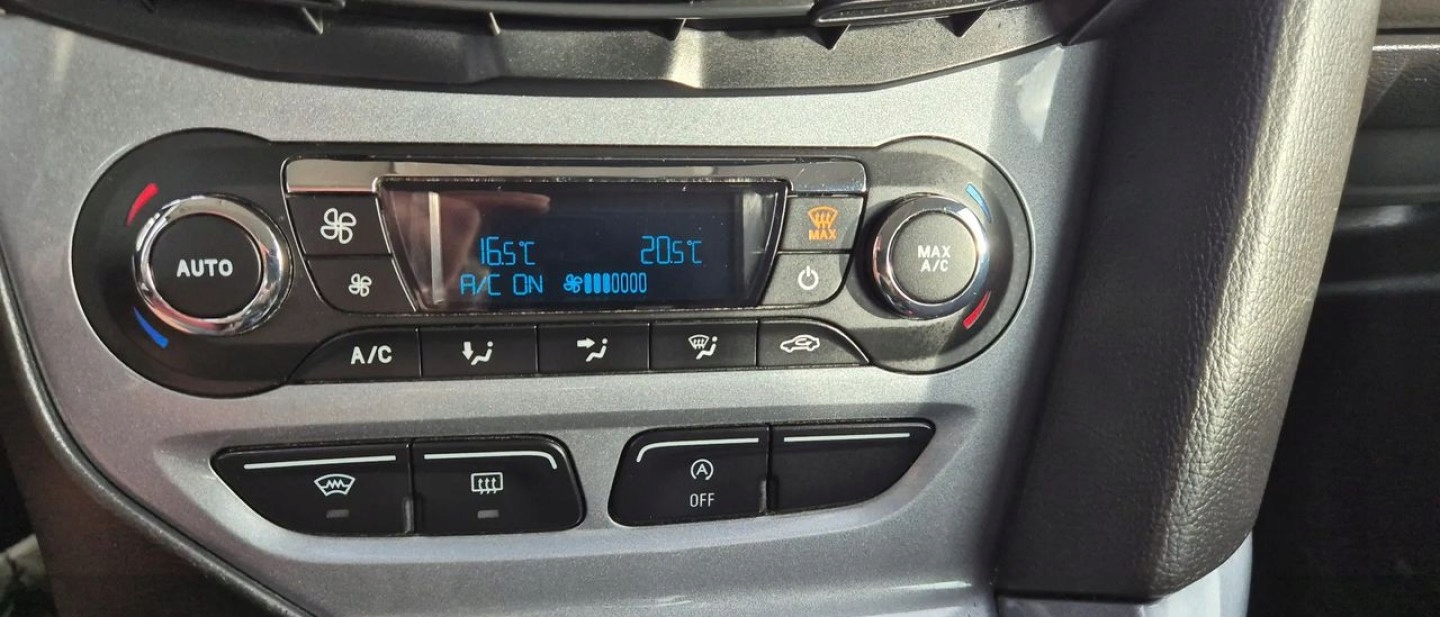 AUTO
16.5°C 20.5°C
A/C ON
MAX
MAX
A/C
A/C
A
OFF